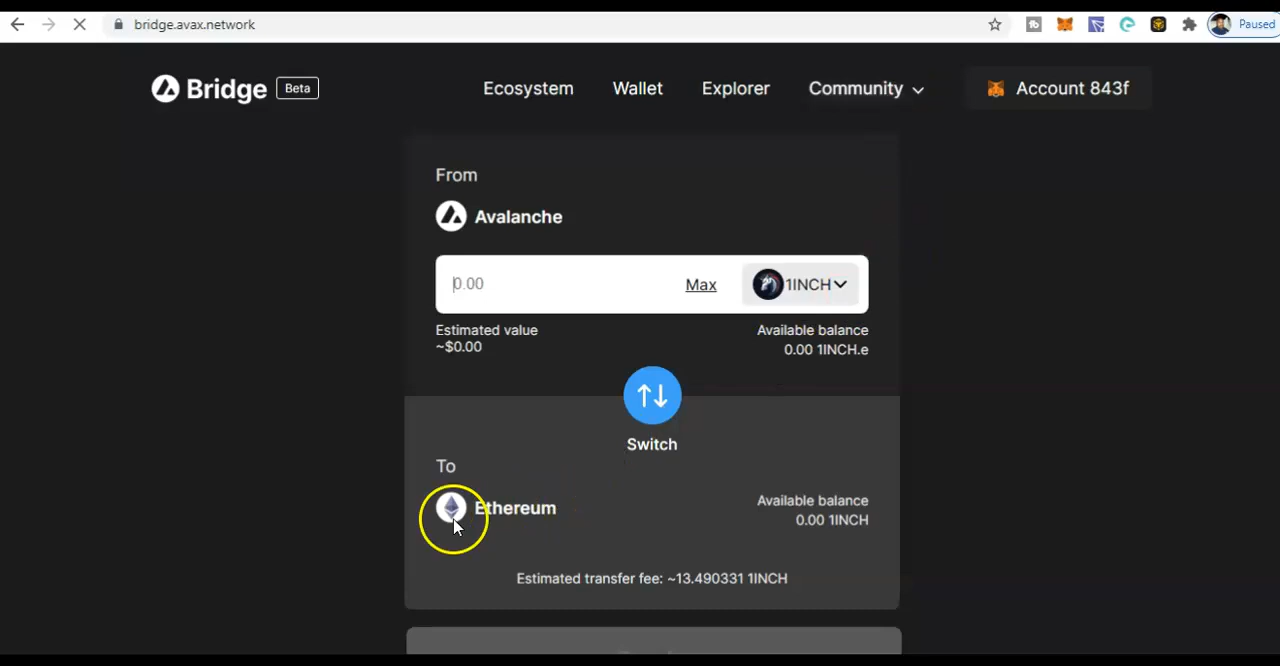 bridge.avax.network
Paused
Bridge Beta Ecosystem Wallet Explorer Community Account 843f
From
Avalanche
0.00 Max 1INCH
Estimated value Available balance
~$0.00 0.00 1INCH.e
Switch
To
Ethereum Available balance
0.00 1INCH
Estimated transfer fee: ~13.490331 1INCH